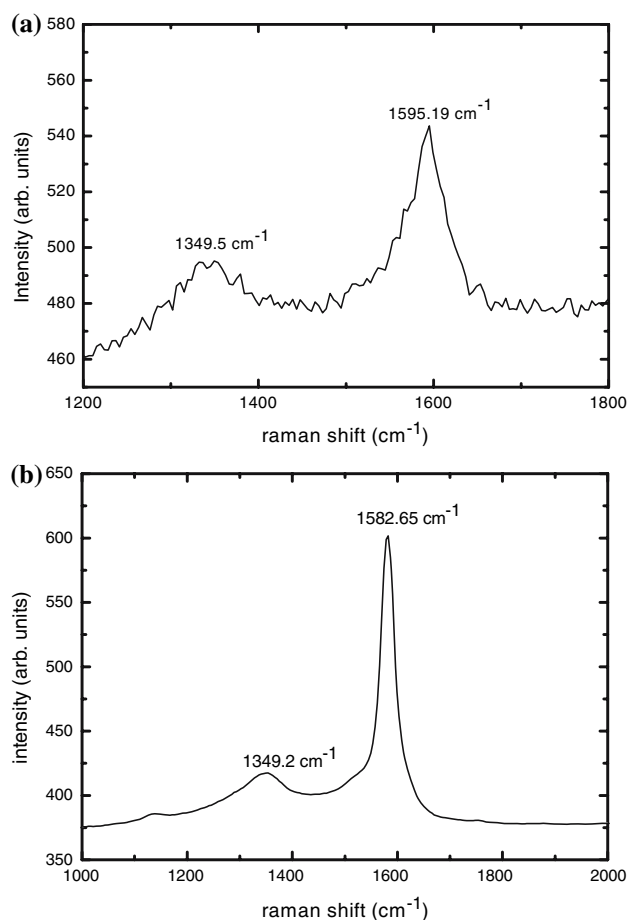 (a)
580
560
540
520
500
480
460
1200
1400
1600
1800
1349.5 cm⁻¹
1595.19 cm⁻¹
Intensity (arb. units)
raman shift (cm⁻¹)
(b)
650
600
550
500
450
400
350
1000
1200
1400
1600
1800
2000
1349.2 cm⁻¹
1582.65 cm⁻¹
intensity (arb. units)
raman shift (cm⁻¹)